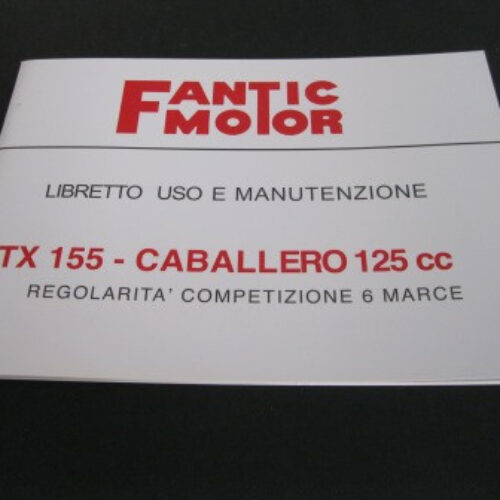 FANTIC
MOTOR
LIBRETTO USO E MANUTENZIONE
TX 155 - CABALLERO 125 cc
REGOLARITA' COMPETIZIONE 6 MARCE